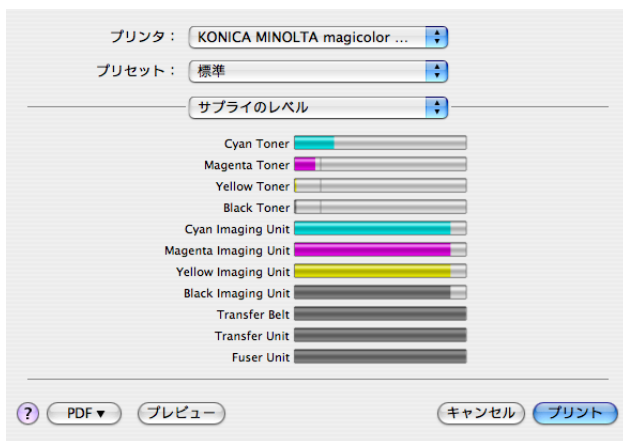 プリンタ： KONICA MINOLTA magicolor ...
プリセット： 標準
サプライのレベル
Cyan Toner
Magenta Toner
Yellow Toner
Black Toner
Cyan Imaging Unit
Magenta Imaging Unit
Yellow Imaging Unit
Black Imaging Unit
Transfer Belt
Transfer Unit
Fuser Unit
? PDF▼ プレビュー キャンセル プリント